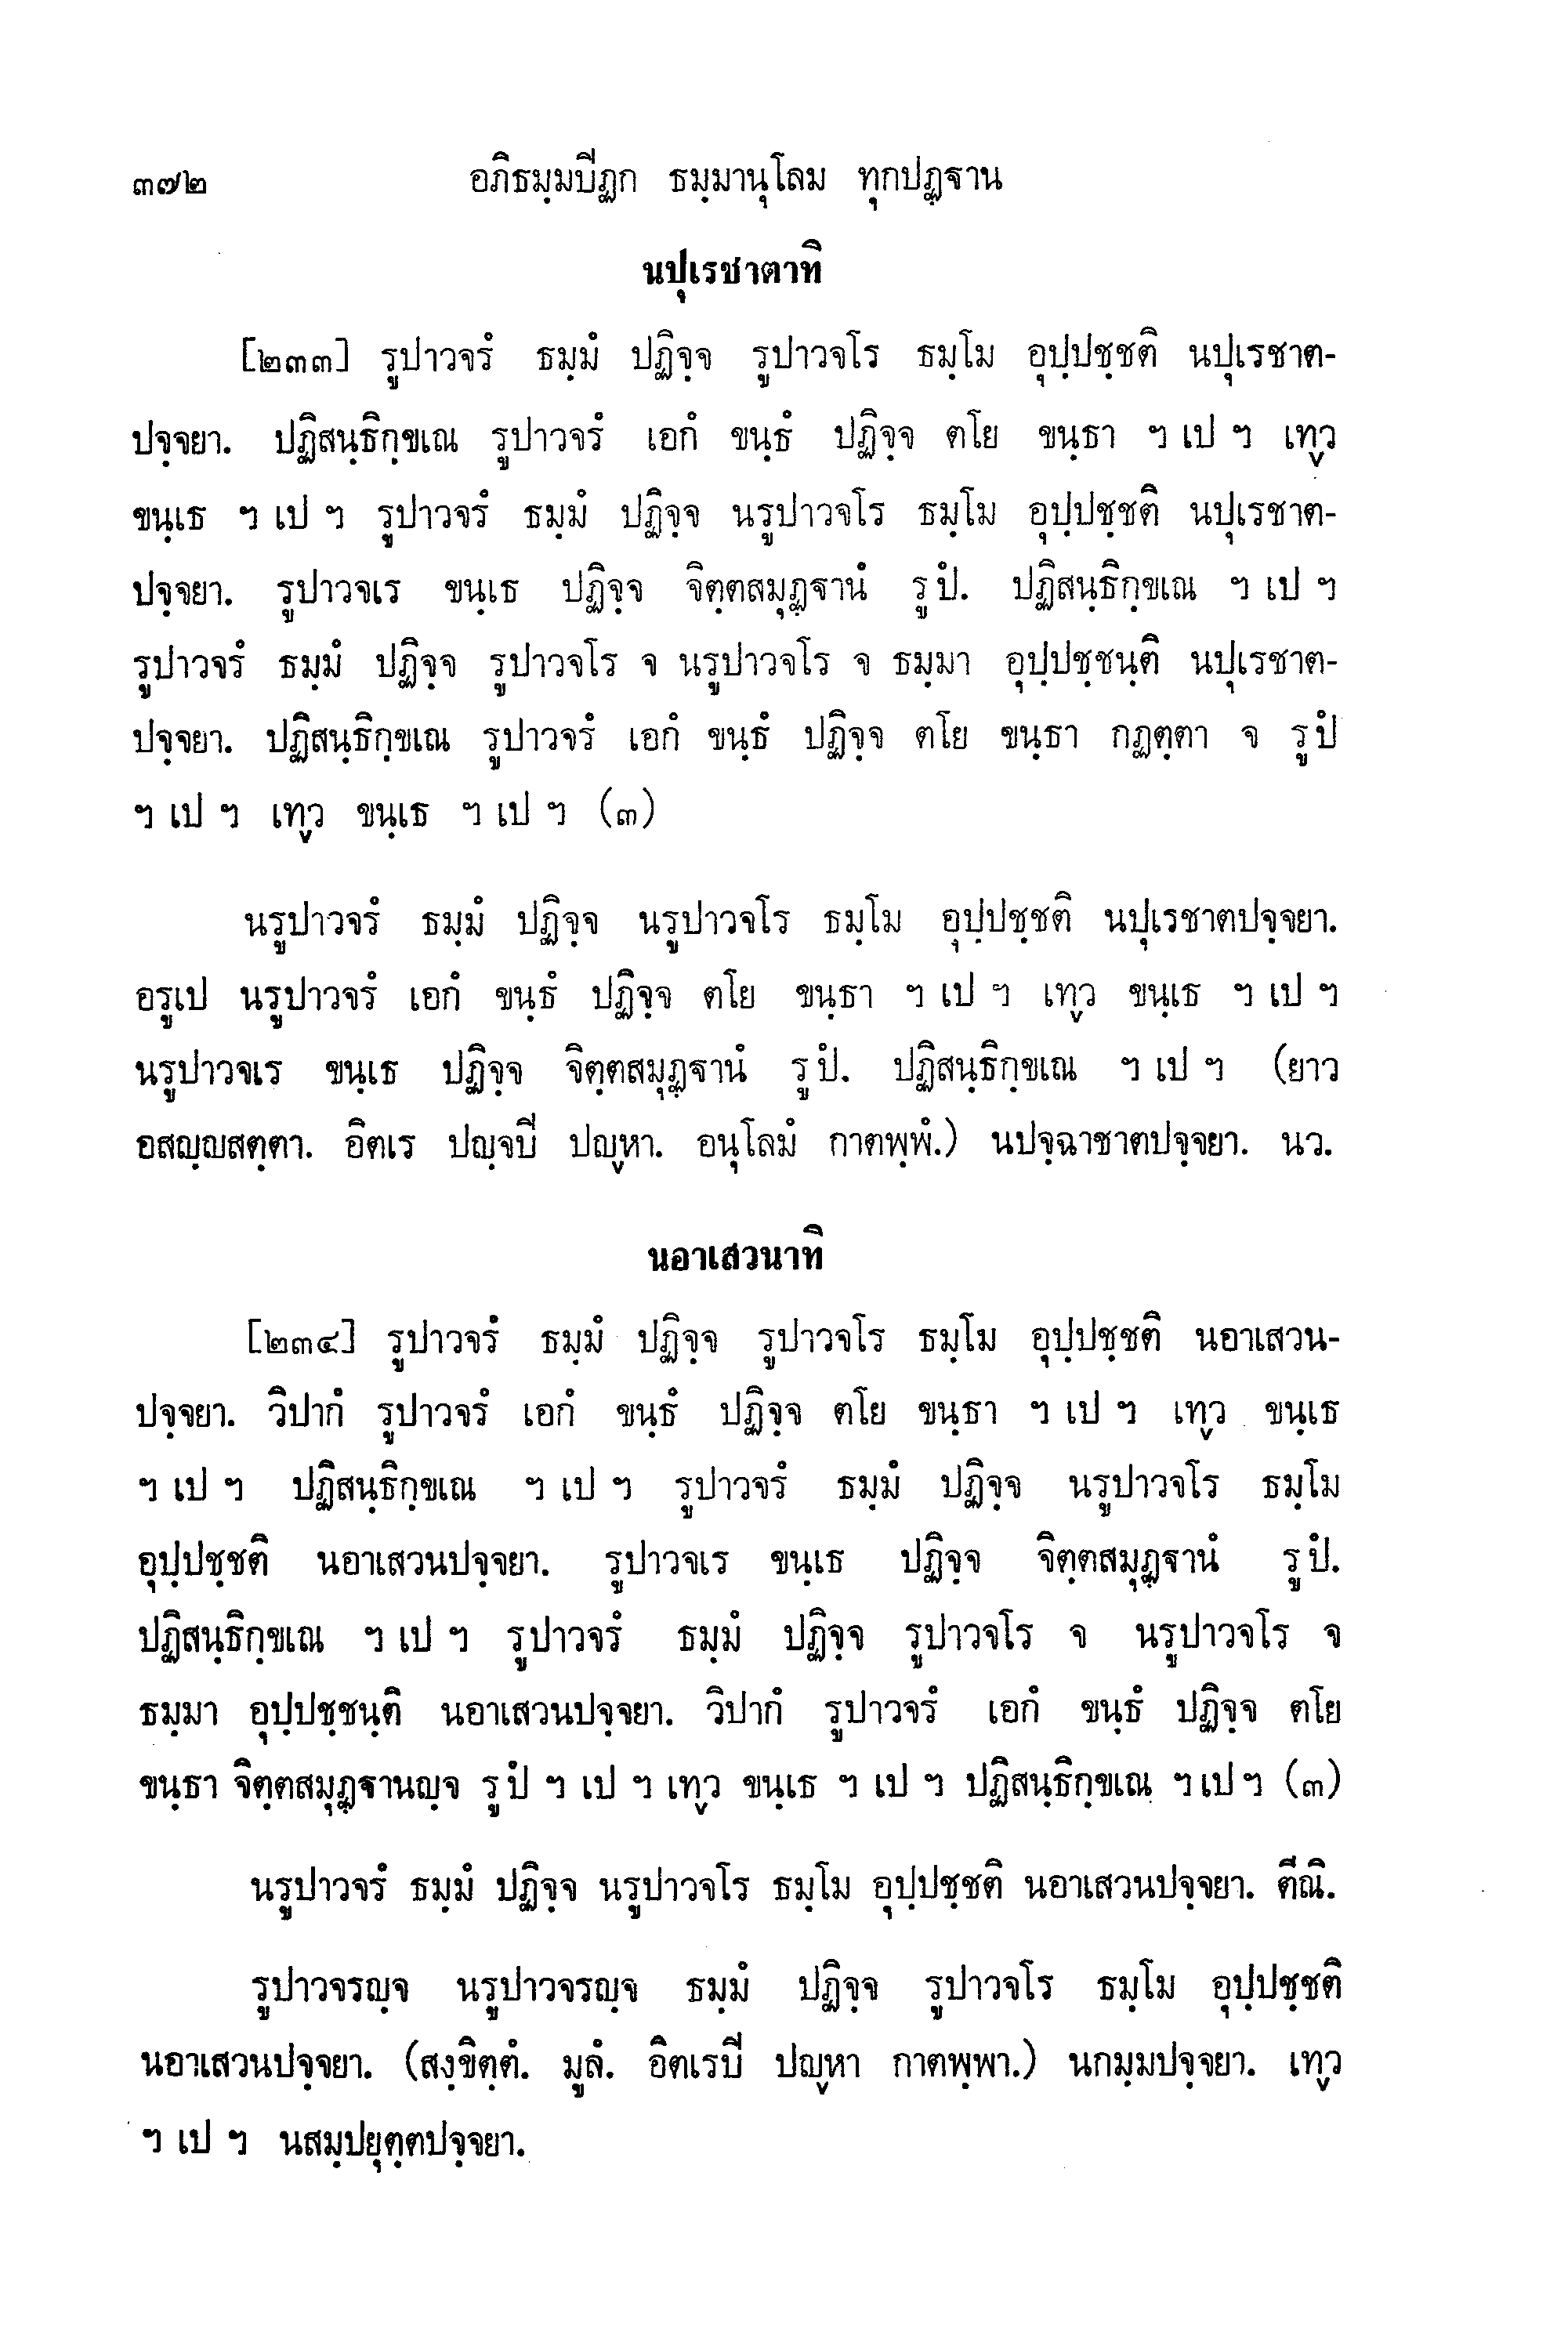 ๓๗๒ อภิธมฺมปีฏก ธมฺมานุโลม ทุกปฏฺฐาน
นปุเรชาตาทิ
[๒๓๓] รูปาวจรํ ธมฺมํ ปฏิจฺจ รูปาวจโร ธมฺโม อุปฺปชฺชติ นปุเรชาต-
ปจฺจยา. ปฏิสนฺธิกฺขเณ รูปาวจรํ เอกํ ขนฺธํ ปฏิจฺจ ตโย ขนฺธา ฯ เป ฯ เทฺว
ขนฺเธ ฯ เป ฯ รูปาวจรํ ธมฺมํ ปฏิจฺจ นรูปาวจโร ธมฺโม อุปฺปชฺชติ นปุเรชาต-
ปจฺจยา. รูปาวจเร ขนฺเธ ปฏิจฺจ จิตฺตสมุฏฺฐานํ รูปํ. ปฏิสนฺธิกฺขเณ ฯ เป ฯ
รูปาวจรํ ธมฺมํ ปฏิจฺจ รูปาวจโร จ นรูปาวจโร จ ธมฺมา อุปฺปชฺชนฺติ นปุเรชาต-
ปจฺจยา. ปฏิสนฺธิกฺขเณ รูปาวจรํ เอกํ ขนฺธํ ปฏิจฺจ ตโย ขนฺธา กฏตฺตา จ รูปํ
ฯ เป ฯ เทฺว ขนฺเธ ฯ เป ฯ (๓)
นรูปาวจรํ ธมฺมํ ปฏิจฺจ นรูปาวจโร ธมฺโม อุปฺปชฺชติ นปุเรชาตปจฺจยา.
อรูเป นรูปาวจรํ เอกํ ขนฺธํ ปฏิจฺจ ตโย ขนฺธา ฯ เป ฯ เทฺว ขนฺเธ ฯ เป ฯ
นรูปาวจเร ขนฺเธ ปฏิจฺจ จิตฺตสมุฏฺฐานํ รูปํ. ปฏิสนฺธิกฺขเณ ฯ เป ฯ (ยาว
อสญฺญสตฺตา. อิตเร ปญฺจปี ปญฺหา. อนุโลมํ กาตพฺพํ.) นปจฺฉาชาตปจฺจยา. นว.
นอาเสวนาทิ
[๒๓๔] รูปาวจรํ ธมฺมํ ปฏิจฺจ รูปาวจโร ธมฺโม อุปฺปชฺชติ นอาเสวน-
ปจฺจยา. วิปากํ รูปาวจรํ เอกํ ขนฺธํ ปฏิจฺจ ตโย ขนฺธา ฯ เป ฯ เทฺว ขนฺเธ
ฯ เป ฯ ปฏิสนฺธิกฺขเณ ฯ เป ฯ รูปาวจรํ ธมฺมํ ปฏิจฺจ นรูปาวจโร ธมฺโม
อุปฺปชฺชติ นอาเสวนปจฺจยา. รูปาวจเร ขนฺเธ ปฏิจฺจ จิตฺตสมุฏฺฐานํ รูปํ.
ปฏิสนฺธิกฺขเณ ฯ เป ฯ รูปาวจรํ ธมฺมํ ปฏิจฺจ รูปาวจโร จ นรูปาวจโร จ
ธมฺมา อุปฺปชฺชนฺติ นอาเสวนปจฺจยา. วิปากํ รูปาวจรํ เอกํ ขนฺธํ ปฏิจฺจ ตโย
ขนฺธา จิตฺตสมุฏฺฐานญฺจ รูปํ ฯ เป ฯ เทฺว ขนฺเธ ฯ เป ฯ ปฏิสนฺธิกฺขเณ ฯ เป ฯ (๓)
นรูปาวจรํ ธมฺมํ ปฏิจฺจ นรูปาวจโร ธมฺโม อุปฺปชฺชติ นอาเสวนปจฺจยา. ตีณิ.
รูปาวจรญฺจ นรูปาวจรญฺจ ธมฺมํ ปฏิจฺจ รูปาวจโร ธมฺโม อุปฺปชฺชติ
นอาเสวนปจฺจยา. (สงฺขิตฺตํ. มูลํ. อิตเรปี ปญฺหา กาตพฺพา.) นกมฺมปจฺจยา. เทฺว
ฯ เป ฯ นสมฺปยุตฺตปจฺจยา.